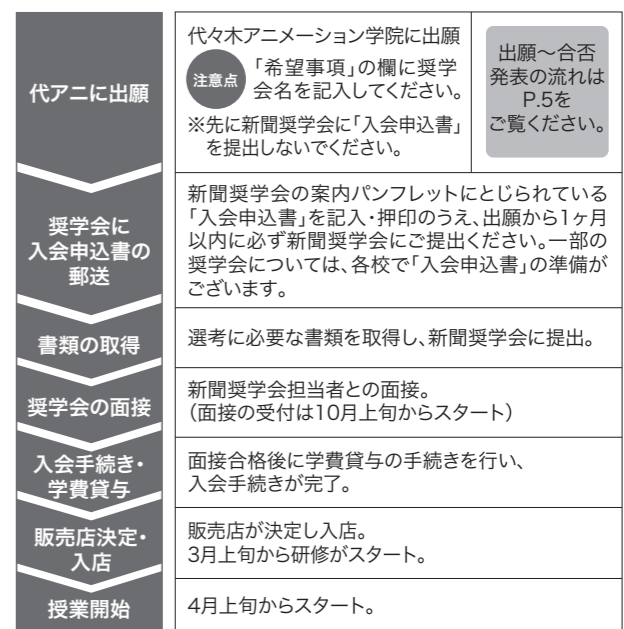 代アニに出願
代々木アニメーション学院に出願
注意点
「希望事項」の欄に奨学
会名を記入してください。
※先に新聞奨学会に「入会申込書」
を提出しないでください。
出願〜合否
発表の流れは
P.5を
ご覧ください。
奨学会に
入会申込書の
郵送
新聞奨学会の案内パンフレットにとじられている
「入会申込書」を記入・押印のうえ、出願から1ヶ月
以内に必ず新聞奨学会にご提出ください。一部の
奨学会については、各校で「入会申込書」の準備が
ございます。
書類の取得
選考に必要な書類を取得し、新聞奨学会に提出。
奨学会の面接
新聞奨学会担当者との面接。
（面接の受付は10月上旬からスタート）
入会手続き・
学費貸与
面接合格後に学費貸与の手続きを行い、
入会手続きが完了。
販売店決定・
入店
販売店が決定し入店。
3月上旬から研修がスタート。
授業開始
4月上旬からスタート。